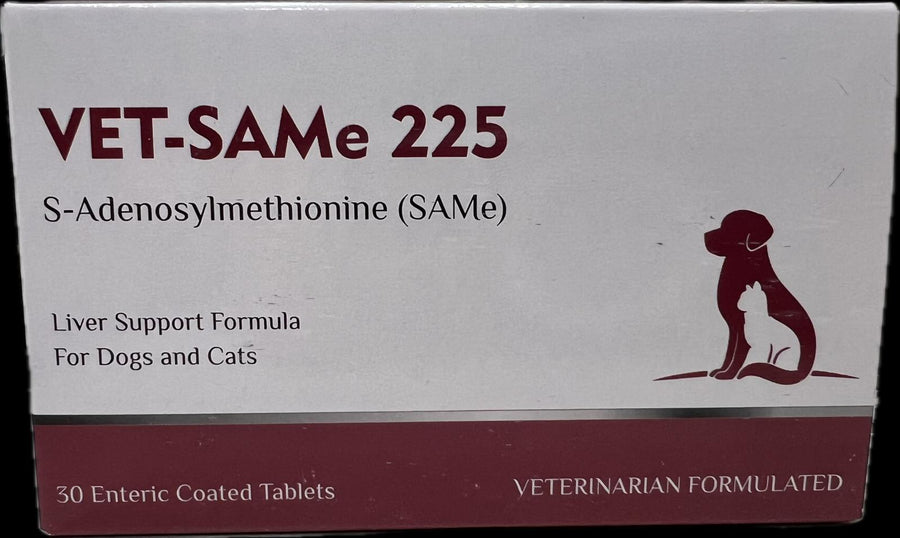 VET-SAMe 225
S-Adenosylmethionine (SAMe)
Liver Support Formula
For Dogs and Cats
30 Enteric Coated Tablets
VETERINARIAN FORMULATED